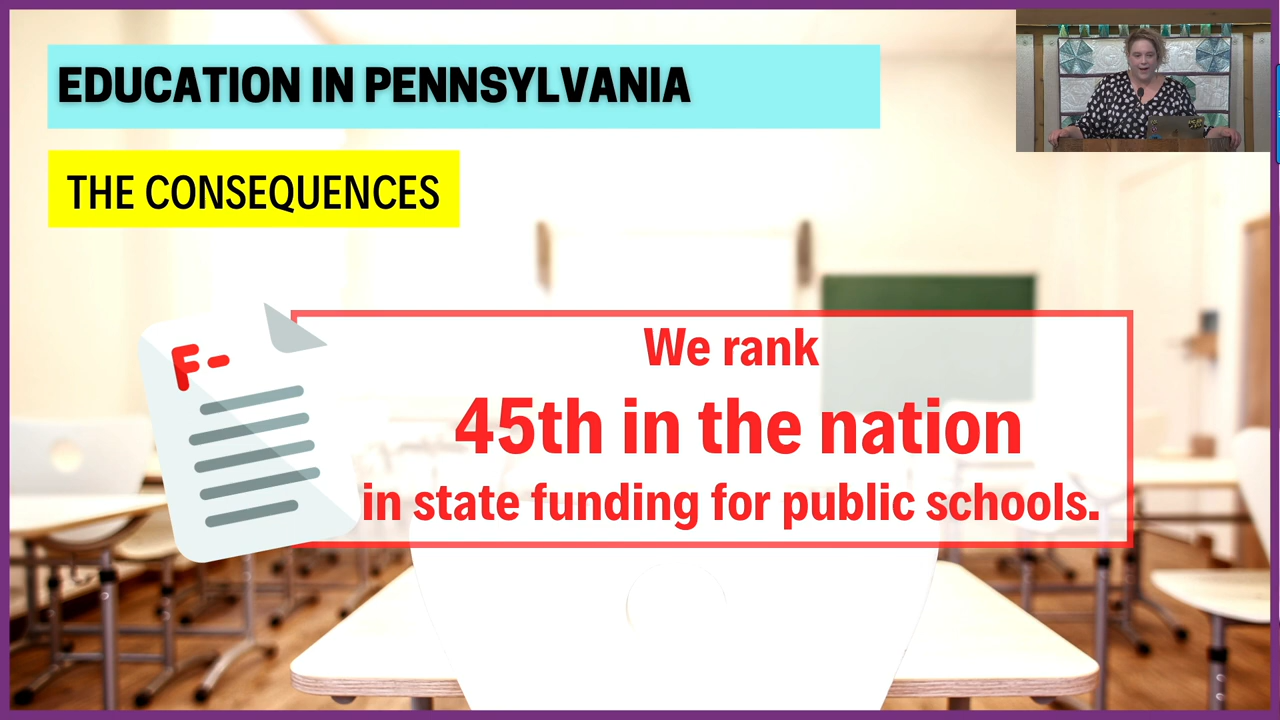 EDUCATION IN PENNSYLVANIA
THE CONSEQUENCES
F-
We rank
45th in the nation
in state funding for public schools.